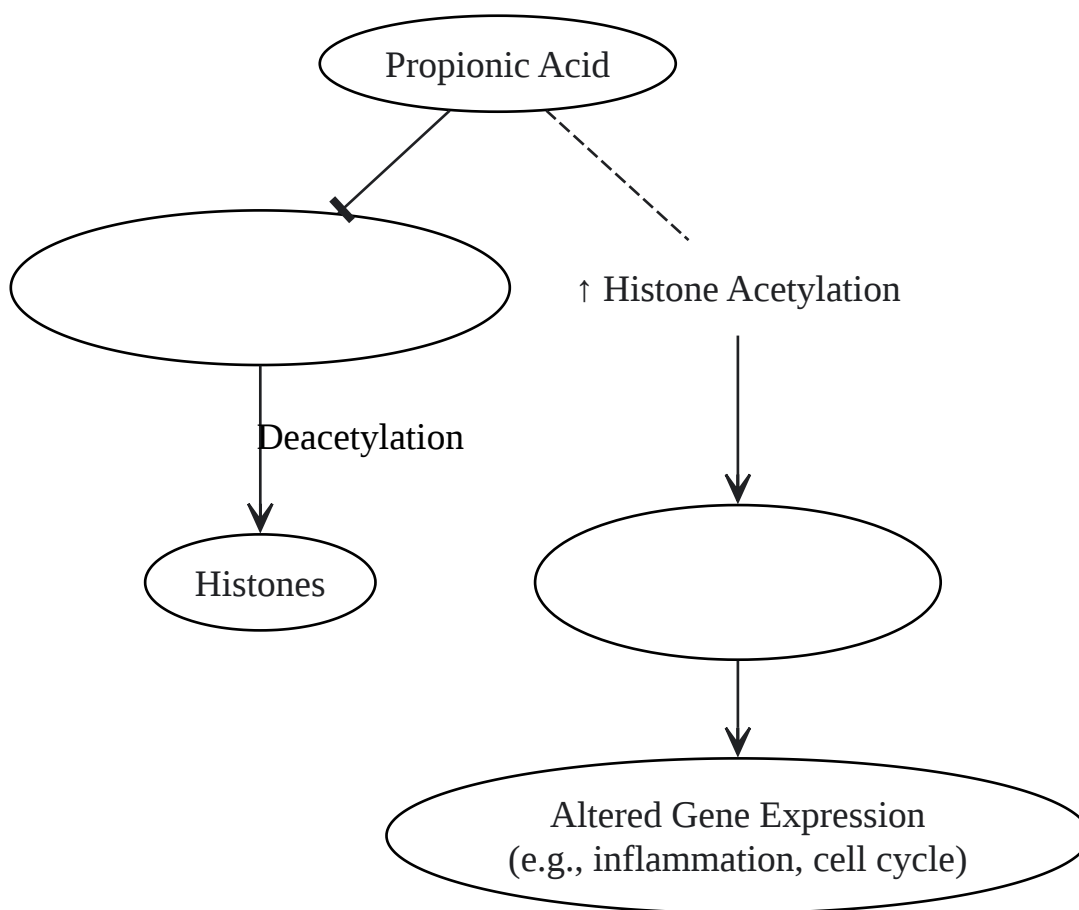 Propionic Acid
↑ Histone Acetylation
Deacetylation
Histones
Altered Gene Expression
(e.g., inflammation, cell cycle)